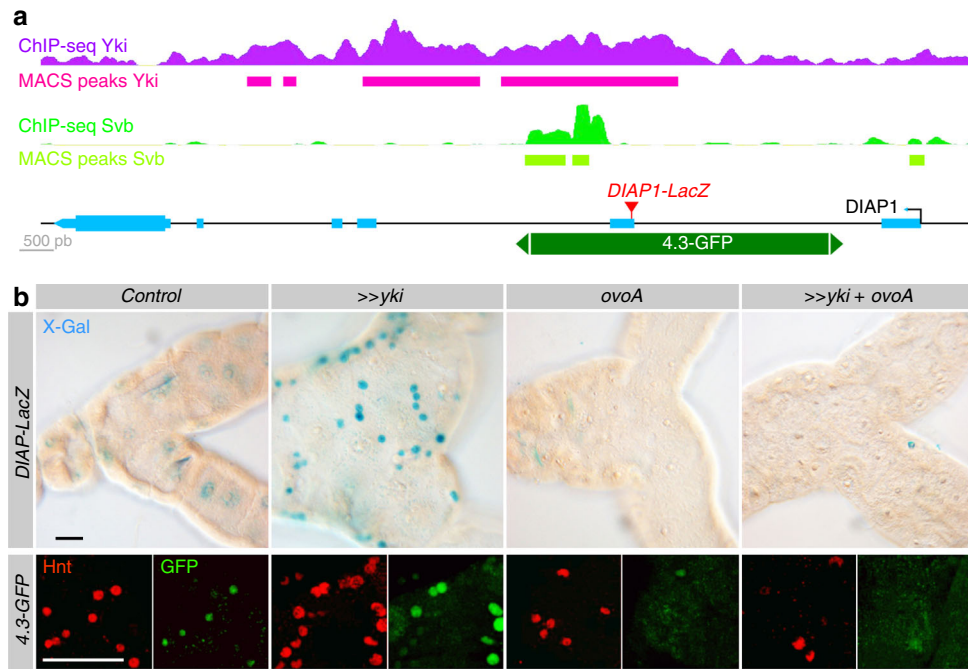 a
ChIP-seq Yki
MACS peaks Yki
ChIP-seq Svb
MACS peaks Svb
DIAP1-LacZ
DIAP1
500 pb
4.3-GFP
b
Control
>>yki
ovoA
>>yki + ovoA
X-Gal
DIAP-LacZ
4.3-GFP
Hnt
GFP